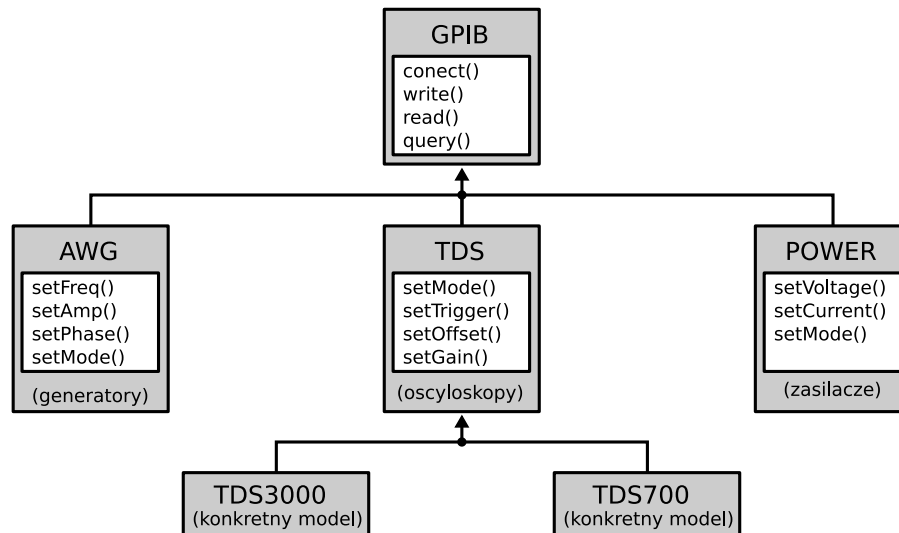 GPIB
conect()
write()
read()
query()
AWG
setFreq()
setAmp()
setPhase()
setMode()
(generatory)
TDS
setMode()
setTrigger()
setOffset()
setGain()
(oscyloskopy)
POWER
setVoltage()
setCurrent()
setMode()
(zasilacze)
TDS3000
(konkretny model)
TDS700
(konkretny model)